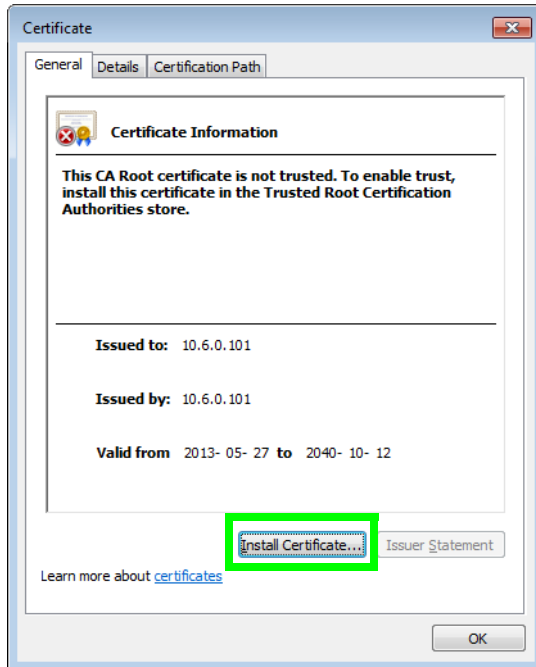 Certificate
General Details Certification Path
Certificate Information
This CA Root certificate is not trusted. To enable trust,
install this certificate in the Trusted Root Certification
Authorities store.
Issued to: 10.6.0.101
Issued by: 10.6.0.101
Valid from 2013- 05- 27 to 2040- 10- 12
Install Certificate... Issuer Statement
Learn more about certificates
OK